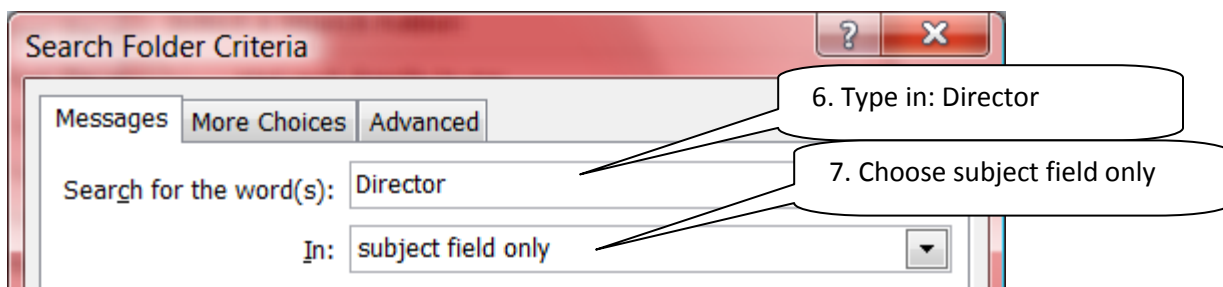 Search Folder Criteria
6. Type in: Director
Messages More Choices Advanced
7. Choose subject field only
Search for the word(s): Director
In: subject field only